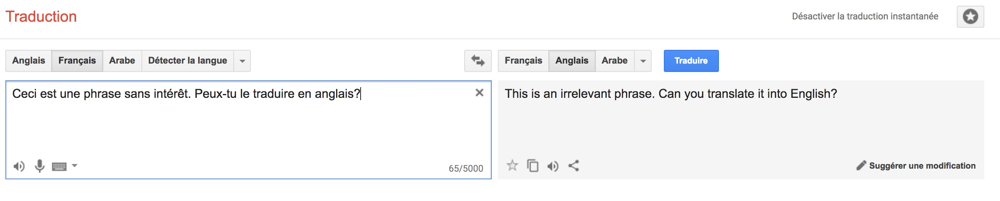 Traduction
Désactiver la traduction instantanée
Anglais Français Arabe Détecter la langue
Français Anglais Arabe Traduire
Ceci est une phrase sans intérêt. Peux-tu le traduire en anglais?
This is an irrelevant phrase. Can you translate it into English?
65/5000
Suggérer une modification